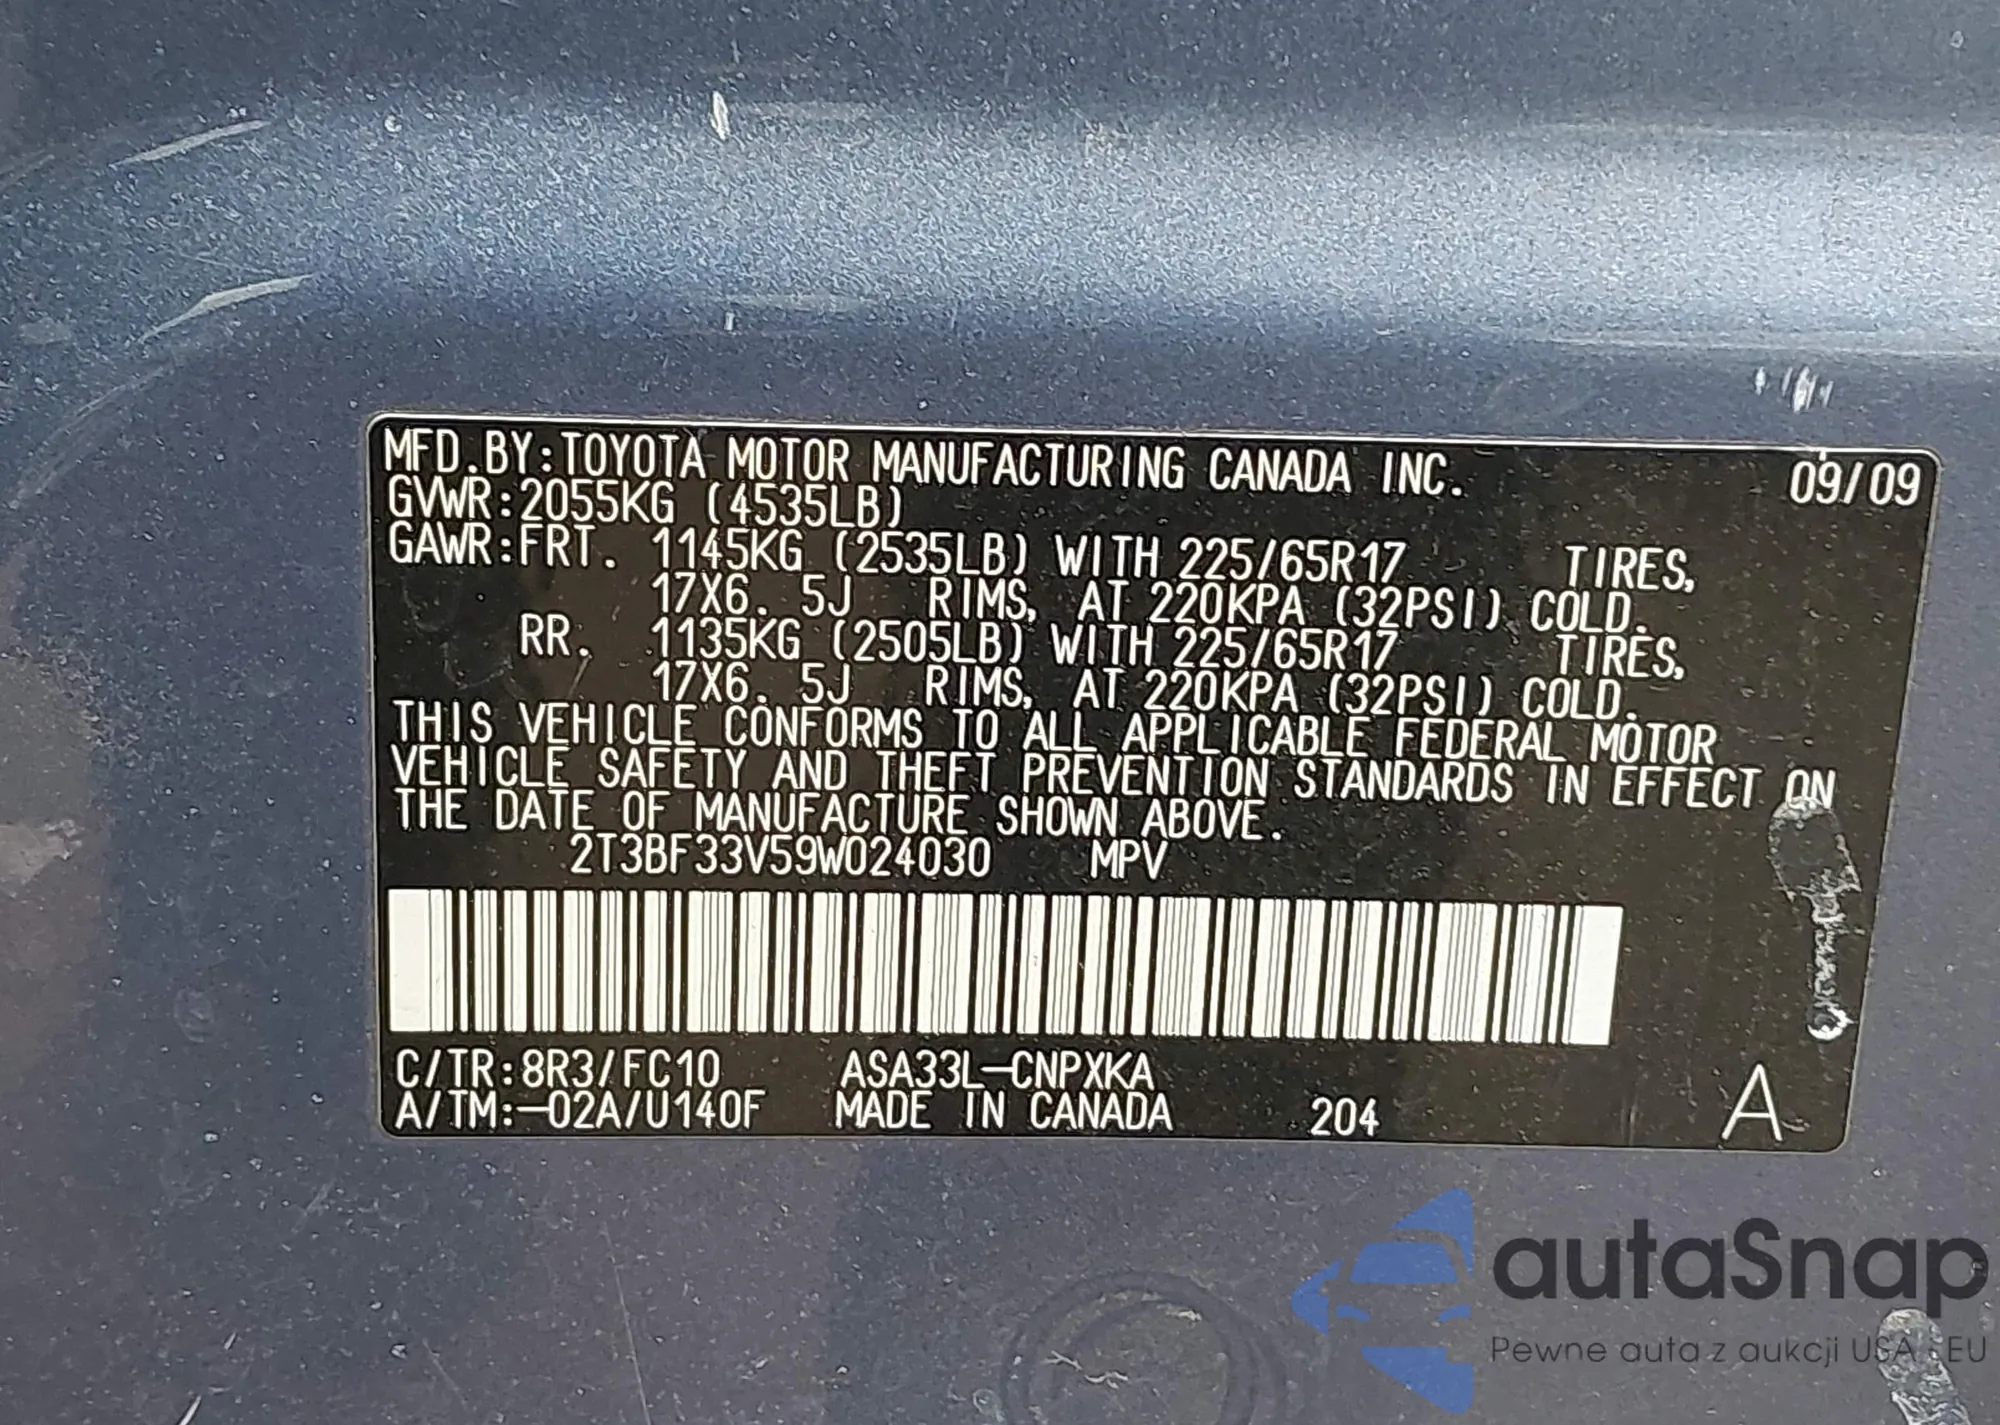 MFD.BY:TOYOTA MOTOR MANUFACTURING CANADA INC. 09/09
GVWR:2055KG (4535LB)
GAWR:FRT. 1145KG (2535LB) WITH 225/65R17 TIRES,
17X6.5J RIMS, AT 220KPA (32PSI) COLD.
RR. 1135KG (2505LB) WITH 225/65R17 TIRES,
17X6.5J RIMS, AT 220KPA (32PSI) COLD.
THIS VEHICLE CONFORMS TO ALL APPLICABLE FEDERAL MOTOR
VEHICLE SAFETY AND THEFT PREVENTION STANDARDS IN EFFECT ON
THE DATE OF MANUFACTURE SHOWN ABOVE.
2T3BF33V59W024030 MPV
C/TR:8R3/FC10 ASA33L-CNPXKA
A/TM:-02A/U140F MADE IN CANADA 204 A
autaSnap
Pewne auta z aukcji USA - EU